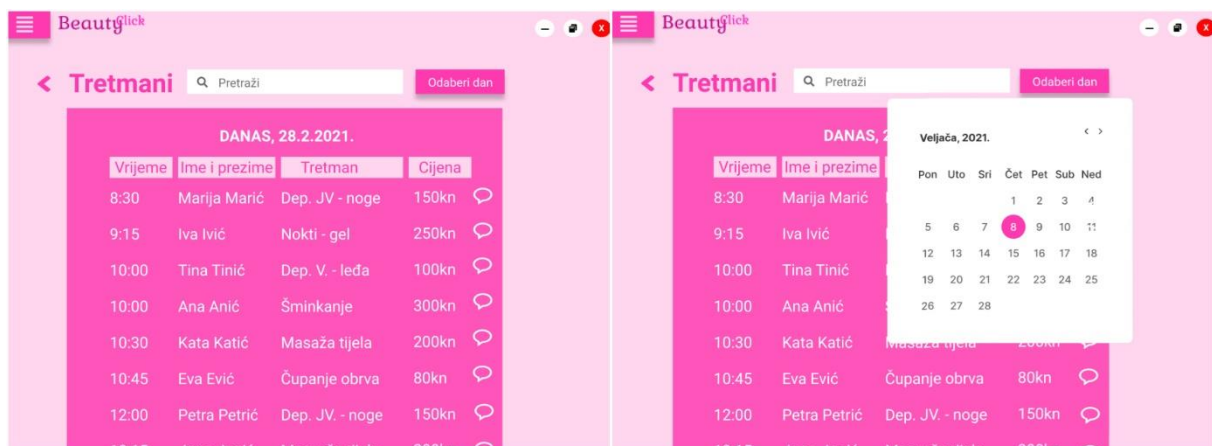 BeautyClick
X
Tretmani
Pretraži
Odaberi dan
DANAS, 28.2.2021.
Vrijeme Ime i prezime Tretman Cijena
8:30 Marija Marić Dep. JV - noge 150kn
9:15 Iva Ivić Nokti - gel 250kn
10:00 Tina Tinić Dep. V. - leđa 100kn
10:00 Ana Anić Šminkanje 300kn
10:30 Kata Katić Masaža tijela 200kn
10:45 Eva Ević Čupanje obrva 80kn
12:00 Petra Petrić Dep. JV. - noge 150kn
BeautyClick
X
Tretmani
Pretraži
Odaberi dan
DANAS,
Vrijeme Ime i prezime
8:30 Marija Marić
9:15 Iva Ivić
10:00 Tina Tinić
10:00 Ana Anić
10:30 Kata Katić Masaža tijela 200kn
10:45 Eva Ević Čupanje obrva 80kn
12:00 Petra Petrić Dep. JV. - noge 150kn
Veljača, 2021.
Pon Uto Sri Čet Pet Sub Ned
1 2 3 4
5 6 7 8 9 10 11
12 13 14 15 16 17 18
19 20 21 22 23 24 25
26 27 28